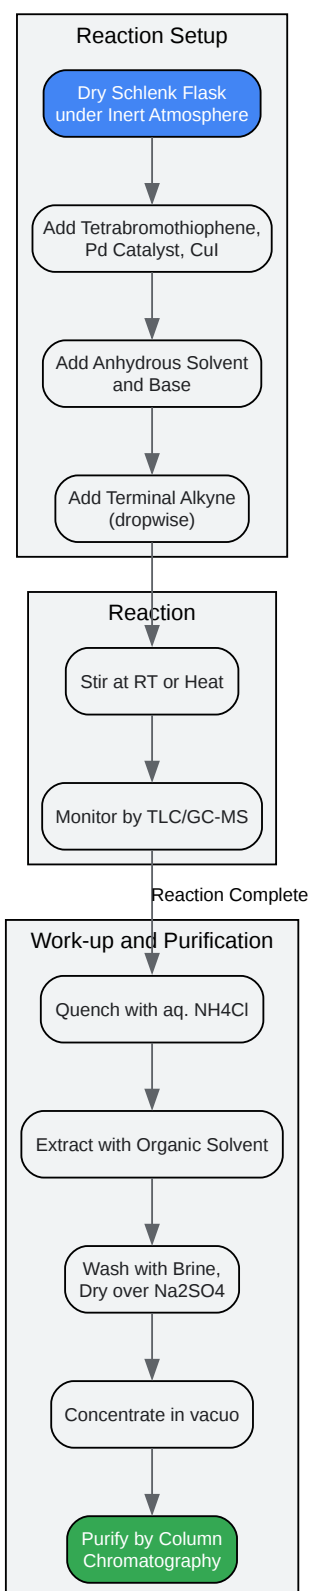 Reaction Setup
Dry Schlenk Flask
under Inert Atmosphere
Add Tetrabromothiophene,
Pd Catalyst, CuI
Add Anhydrous Solvent
and Base
Add Terminal Alkyne
(dropwise)
Reaction
Stir at RT or Heat
Monitor by TLC/GC-MS
Reaction Complete
Work-up and Purification
Quench with aq. NH4Cl
Extract with Organic Solvent
Wash with Brine,
Dry over Na2SO4
Concentrate in vacuo
Purify by Column
Chromatography